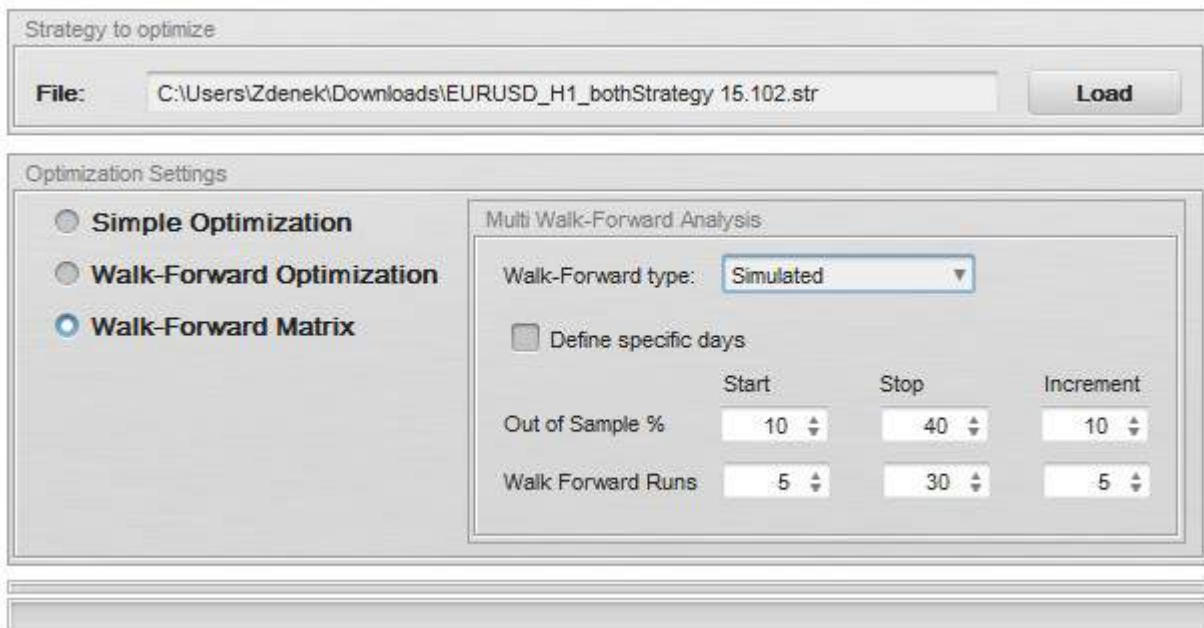 Strategy to optimize
File: C:\Users\Zdenek\Downloads\EURUSD_H1_bothStrategy 15.102.str Load
Optimization Settings
Simple Optimization
Walk-Forward Optimization
Walk-Forward Matrix
Multi Walk-Forward Analysis
Walk-Forward type: Simulated
Define specific days
Start Stop Increment
Out of Sample % 10 40 10
Walk Forward Runs 5 30 5